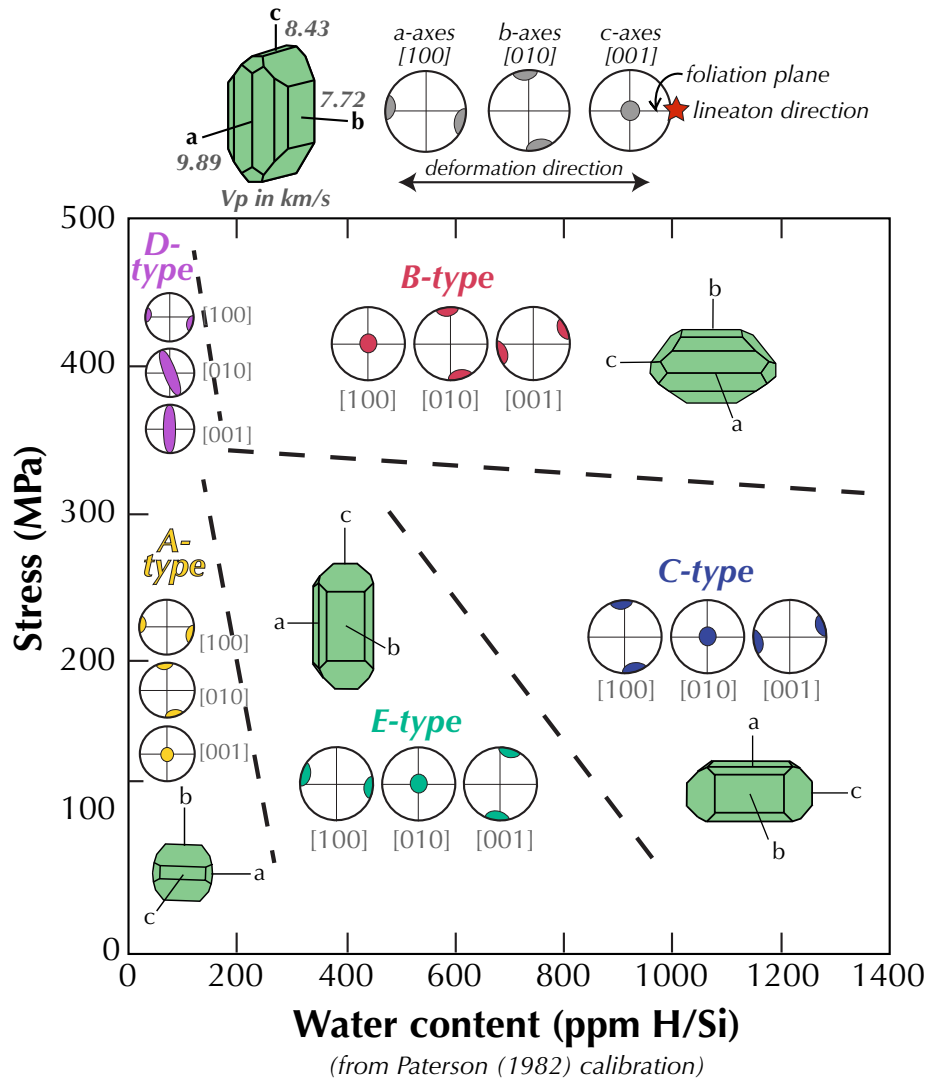 c
8.43
7.72
b
a
9.89
Vp in km/s
a-axes
[100]
b-axes
[010]
c-axes
[001]
foliation plane
lineaton direction
deformation direction
500
400
300
200
100
0
Stress (MPa)
D-
type
[100]
[010]
[001]
B-type
[100]
[010]
[001]
b
c
a
A-
type
[100]
[010]
[001]
b
a
c
c
a
b
E-type
[100]
[010]
[001]
C-type
[100]
[010]
[001]
a
c
b
0
200
400
600
800
1000
1200
1400
Water content (ppm H/Si)
(from Paterson (1982) calibration)